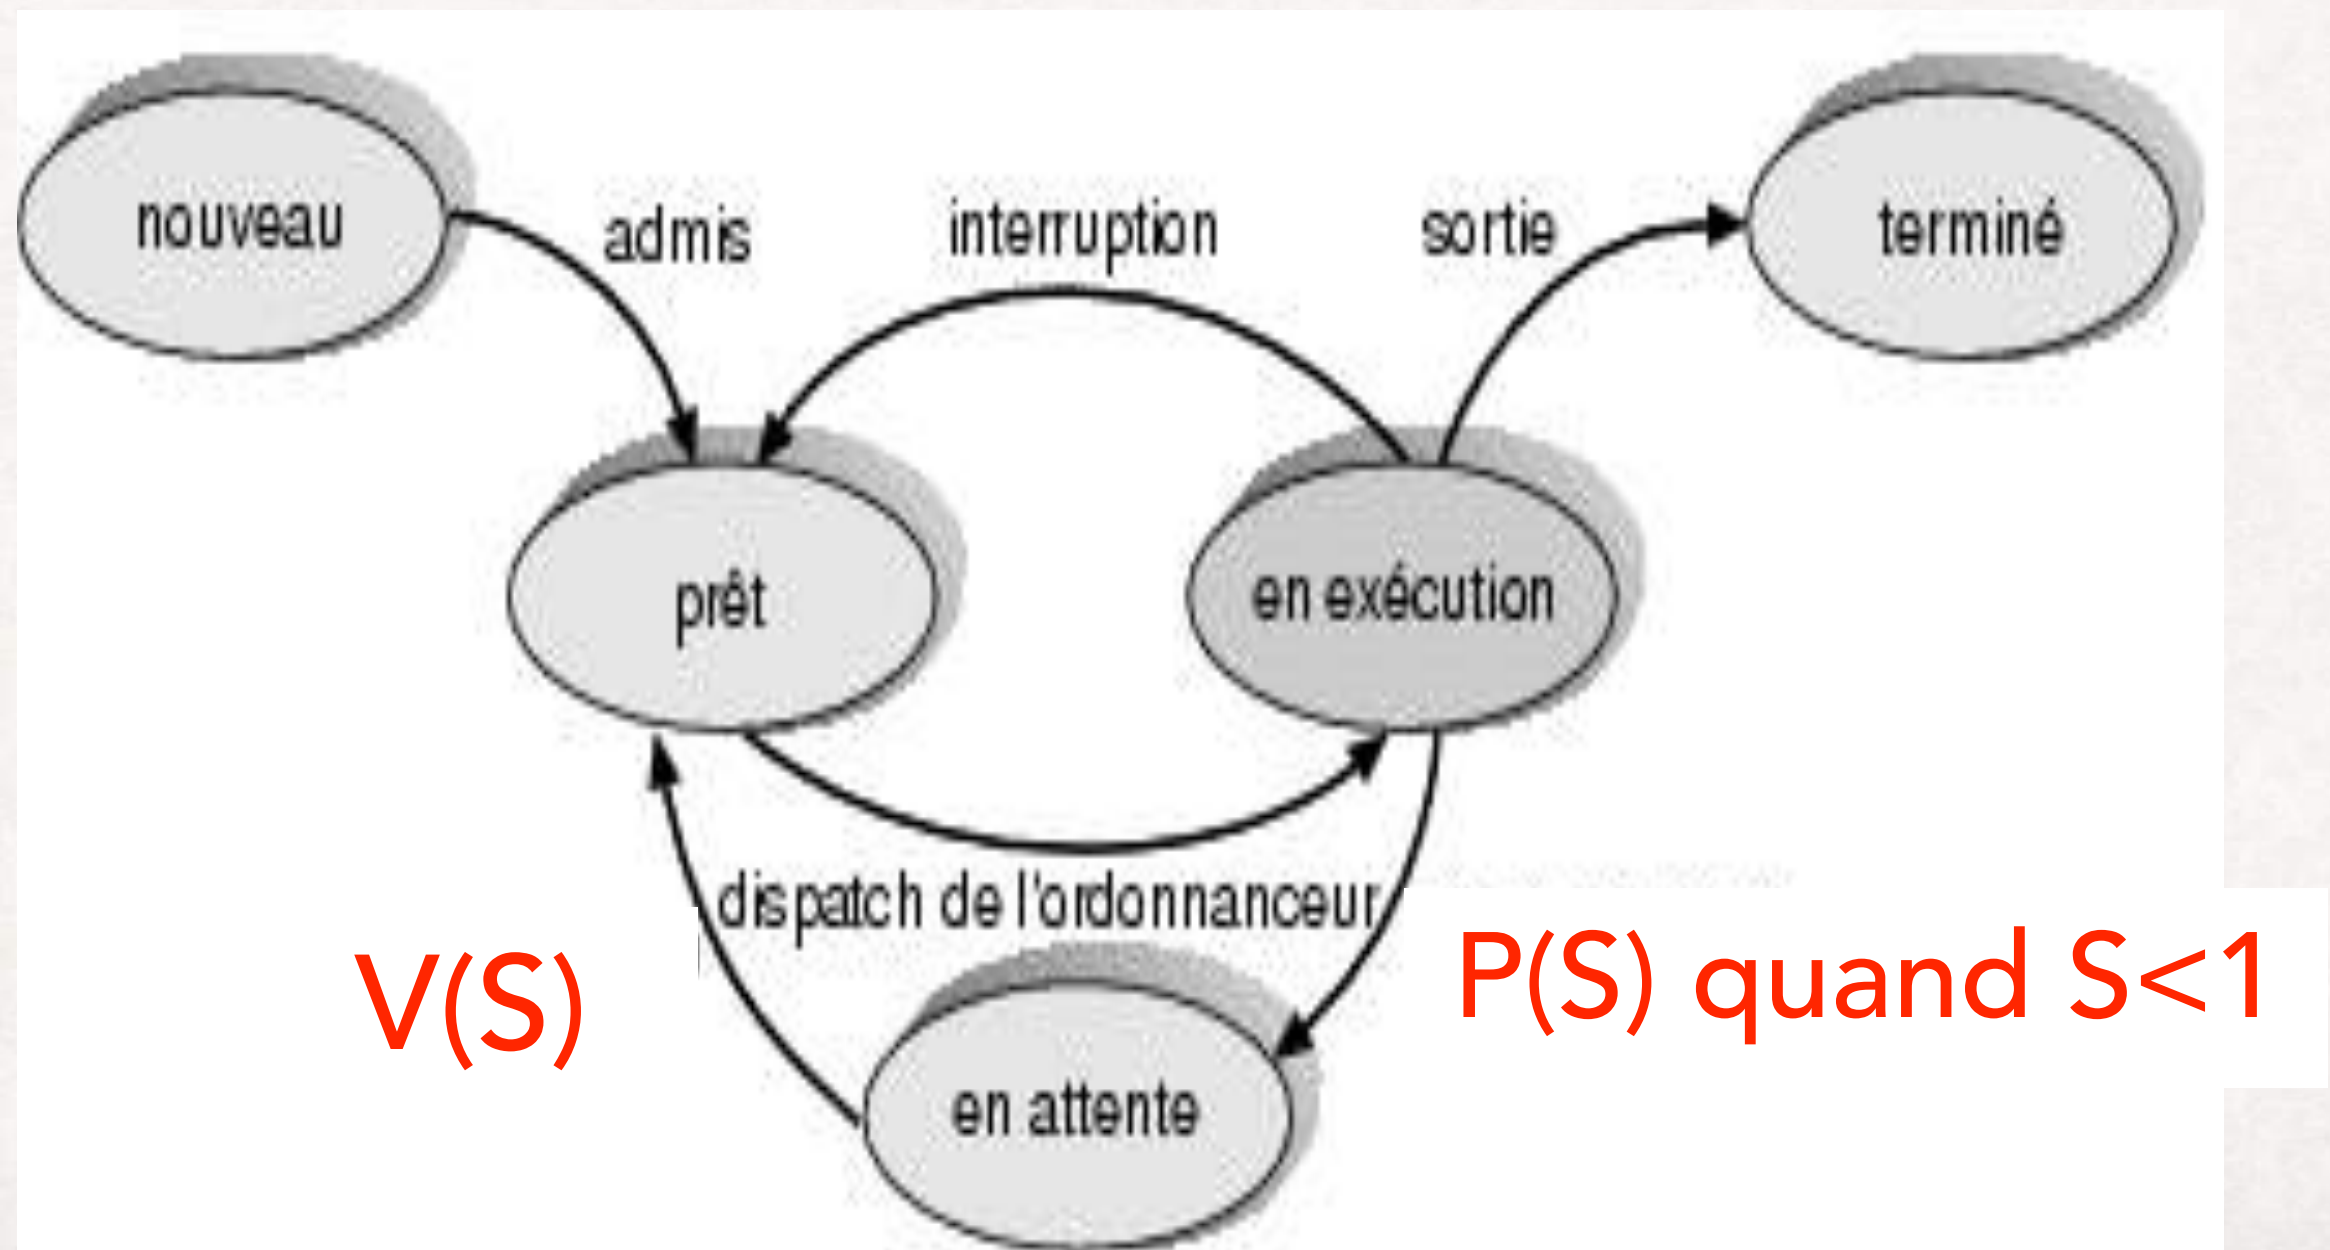 nouveau
admis
interruption
sortie
terminé
prêt
en exécution
dispatch de l'ordonnanceur
V(S)
P(S) quand S<1
en attente